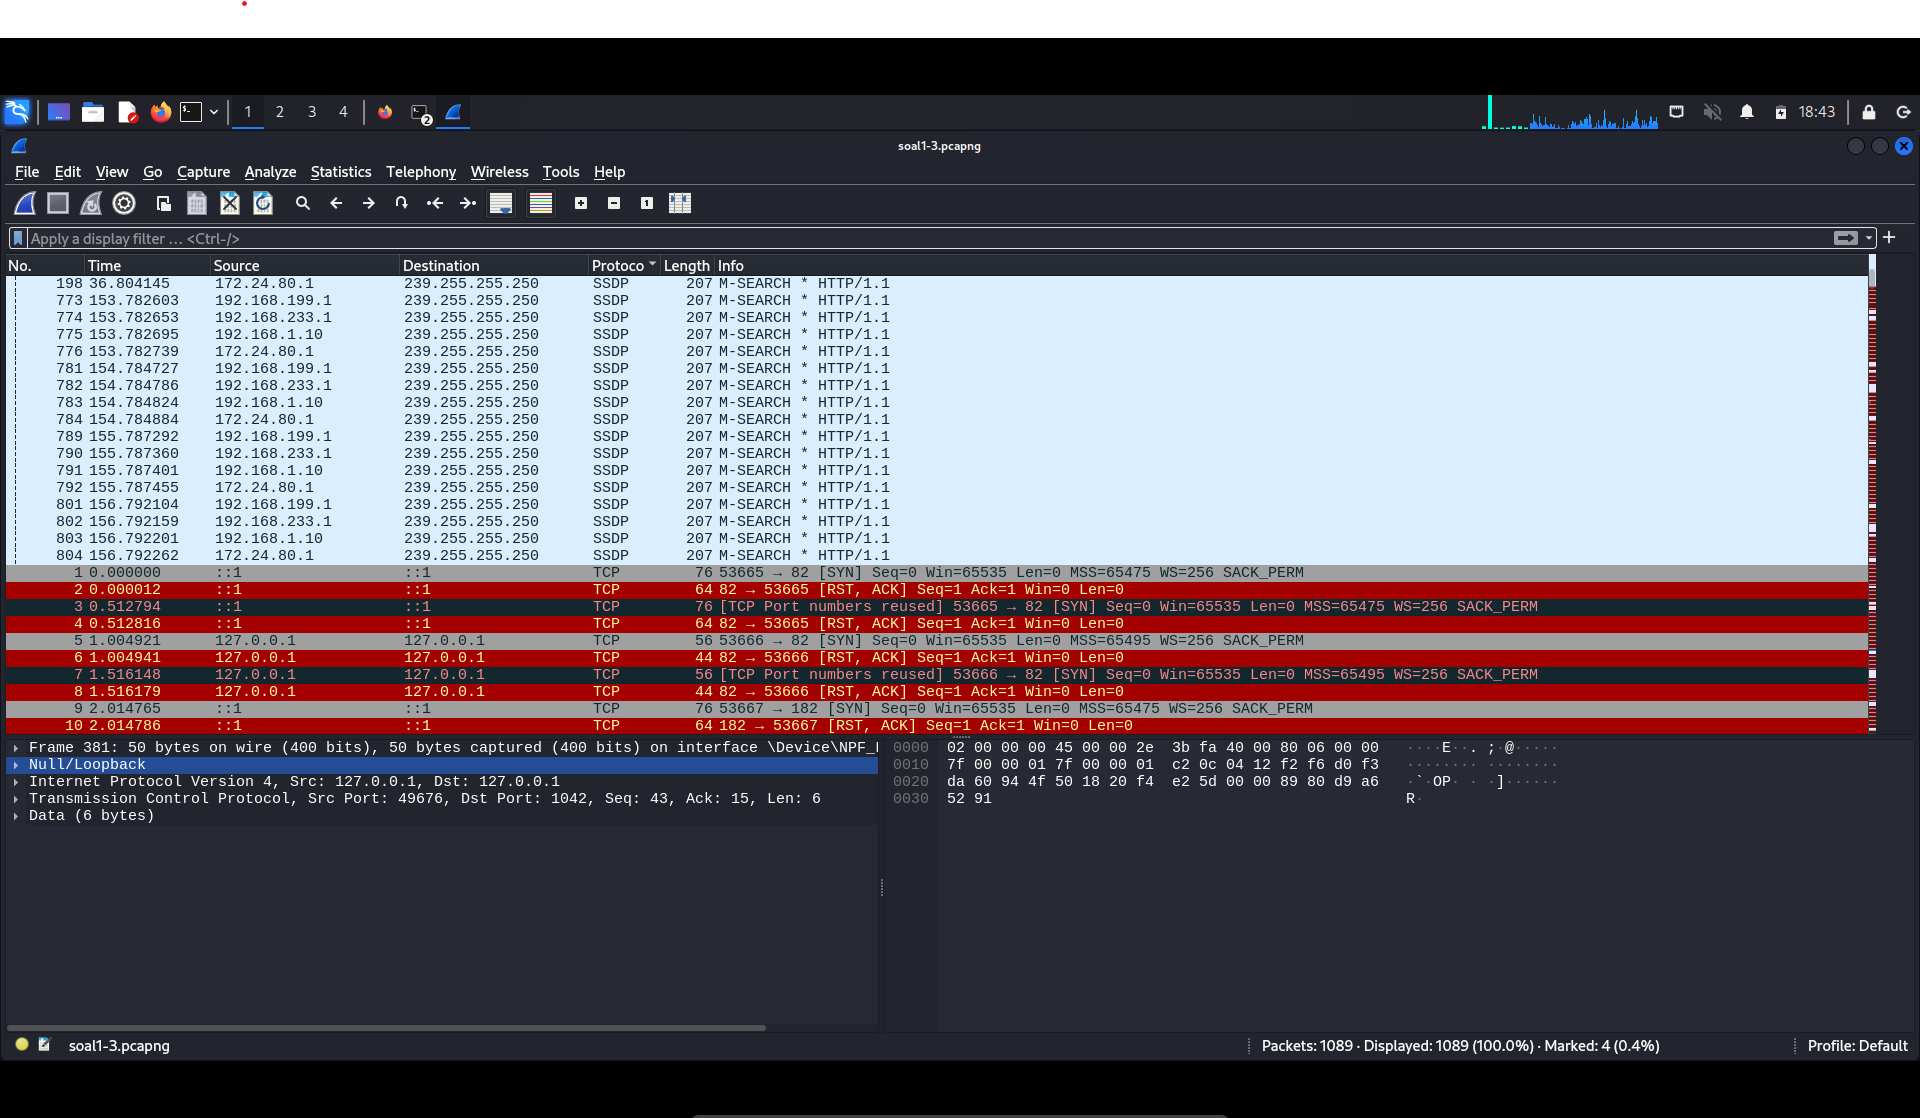 1 2 3 4 2 18:43
soal1-3.pcapng
File Edit View Go Capture Analyze Statistics Telephony Wireless Tools Help
Apply a display filter … <Ctrl-/>
No. Time Source Destination Protoco Length Info
198 36.804145 172.24.80.1 239.255.255.250 SSDP 207 M-SEARCH * HTTP/1.1
773 153.782603 192.168.199.1 239.255.255.250 SSDP 207 M-SEARCH * HTTP/1.1
774 153.782653 192.168.233.1 239.255.255.250 SSDP 207 M-SEARCH * HTTP/1.1
775 153.782695 192.168.1.10 239.255.255.250 SSDP 207 M-SEARCH * HTTP/1.1
776 153.782739 172.24.80.1 239.255.255.250 SSDP 207 M-SEARCH * HTTP/1.1
781 154.784727 192.168.199.1 239.255.255.250 SSDP 207 M-SEARCH * HTTP/1.1
782 154.784786 192.168.233.1 239.255.255.250 SSDP 207 M-SEARCH * HTTP/1.1
783 154.784824 192.168.1.10 239.255.255.250 SSDP 207 M-SEARCH * HTTP/1.1
784 154.784884 172.24.80.1 239.255.255.250 SSDP 207 M-SEARCH * HTTP/1.1
789 155.787292 192.168.199.1 239.255.255.250 SSDP 207 M-SEARCH * HTTP/1.1
790 155.787360 192.168.233.1 239.255.255.250 SSDP 207 M-SEARCH * HTTP/1.1
791 155.787401 192.168.1.10 239.255.255.250 SSDP 207 M-SEARCH * HTTP/1.1
792 155.787455 172.24.80.1 239.255.255.250 SSDP 207 M-SEARCH * HTTP/1.1
801 156.792104 192.168.199.1 239.255.255.250 SSDP 207 M-SEARCH * HTTP/1.1
802 156.792159 192.168.233.1 239.255.255.250 SSDP 207 M-SEARCH * HTTP/1.1
803 156.792201 192.168.1.10 239.255.255.250 SSDP 207 M-SEARCH * HTTP/1.1
804 156.792262 172.24.80.1 239.255.255.250 SSDP 207 M-SEARCH * HTTP/1.1
1 0.000000 ::1 ::1 TCP 76 53665 → 82 [SYN] Seq=0 Win=65535 Len=0 MSS=65475 WS=256 SACK_PERM
2 0.000012 ::1 ::1 TCP 64 82 → 53665 [RST, ACK] Seq=1 Ack=1 Win=0 Len=0
3 0.512794 ::1 ::1 TCP 76 [TCP Port numbers reused] 53665 → 82 [SYN] Seq=0 Win=65535 Len=0 MSS=65475 WS=256 SACK_PERM
4 0.512816 ::1 ::1 TCP 64 82 → 53665 [RST, ACK] Seq=1 Ack=1 Win=0 Len=0
5 1.004921 127.0.0.1 127.0.0.1 TCP 56 53666 → 82 [SYN] Seq=0 Win=65535 Len=0 MSS=65495 WS=256 SACK_PERM
6 1.004941 127.0.0.1 127.0.0.1 TCP 44 82 → 53666 [RST, ACK] Seq=1 Ack=1 Win=0 Len=0
7 1.516148 127.0.0.1 127.0.0.1 TCP 56 [TCP Port numbers reused] 53666 → 82 [SYN] Seq=0 Win=65535 Len=0 MSS=65495 WS=256 SACK_PERM
8 1.516179 127.0.0.1 127.0.0.1 TCP 44 82 → 53666 [RST, ACK] Seq=1 Ack=1 Win=0 Len=0
9 2.014765 ::1 ::1 TCP 76 53667 → 182 [SYN] Seq=0 Win=65535 Len=0 MSS=65475 WS=256 SACK_PERM
10 2.014786 ::1 ::1 TCP 64 182 → 53667 [RST, ACK] Seq=1 Ack=1 Win=0 Len=0
Frame 381: 50 bytes on wire (400 bits), 50 bytes captured (400 bits) on interface \Device\NPF_
Null/Loopback
Internet Protocol Version 4, Src: 127.0.0.1, Dst: 127.0.0.1
Transmission Control Protocol, Src Port: 49676, Dst Port: 1042, Seq: 43, Ack: 15, Len: 6
Data (6 bytes)
0000 02 00 00 00 45 00 00 2e 3b fa 40 00 80 06 00 00 ····E··. ;·@·····
0010 7f 00 00 01 7f 00 00 01 c2 0c 04 12 f2 f6 d0 f3 ········ ········
0020 da 60 94 4f 50 18 20 f4 e2 5d 00 00 89 80 d9 a6 ·`·OP· · ·]······
0030 52 91 R·
soal1-3.pcapng
Packets: 1089 · Displayed: 1089 (100.0%) · Marked: 4 (0.4%)
Profile: Default